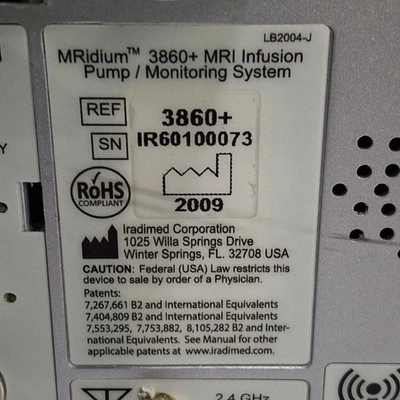 LB2004-J
MRidium™ 3860+ MRI Infusion
Pump / Monitoring System
REF
3860+
SN
IR60100073
RoHS
COMPLIANT
2009
Iradimed Corporation
1025 Willa Springs Drive
Winter Springs, FL. 32708 USA
CAUTION: Federal (USA) Law restricts this
device to sale by order of a Physician.
Patents:
7,267,661 B2 and International Equivalents
7,404,809 B2 and International Equivalents
7,553,295, 7,753,882, 8,105,282 B2 and Inter-
national Equivalents. See Manual for other
applicable patents at www.iradimed.com
2.4 GHz